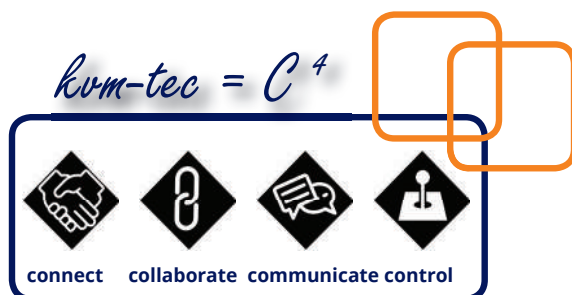 kvm-tec = C⁴
connect collaborate communicate control